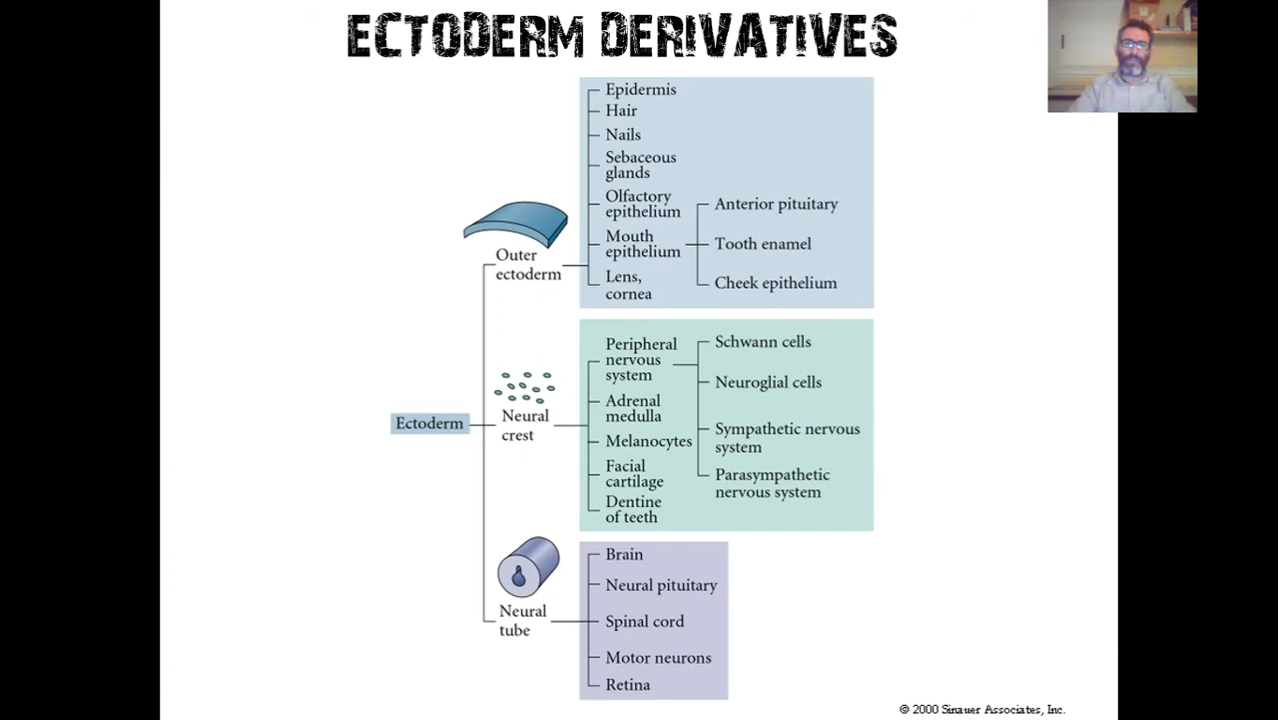 ECTODERM DERIVATIVES
Epidermis
Hair
Nails
Sebaceous
glands
Olfactory
epithelium
Mouth
epithelium
Lens,
cornea
Anterior pituitary
Tooth enamel
Cheek epithelium
Outer
ectoderm
Peripheral
nervous
system
Adrenal
medulla
Melanocytes
Facial
cartilage
Dentine
of teeth
Schwann cells
Neuroglial cells
Sympathetic nervous
system
Parasympathetic
nervous system
Ectoderm
Neural
crest
Brain
Neural pituitary
Spinal cord
Motor neurons
Retina
Neural
tube
© 2000 Sinauer Associates, Inc.